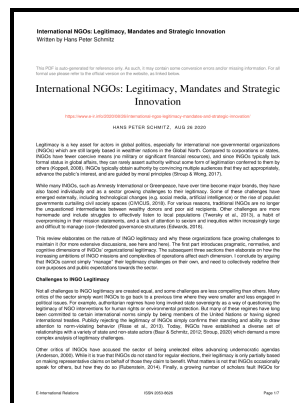 International NGOs: Legitimacy, Mandates and Strategic Innovation
Written by Hans Peter Schmitz
This PDF is auto-generated for reference only. As such, it may contain some conversion errors and/or missing information. For all
formal use please refer to the official version on the website, as linked below.
International NGOs: Legitimacy, Mandates and Strategic
Innovation
https://www.e-ir.info/2020/08/26/international-ngos-legitimacy-mandates-and-strategic-innovation/
HANS PETER SCHMITZ, AUG 26 2020
Legitimacy is a key asset for actors in global politics, especially for international non-governmental organizations
(INGOs) which are still largely based in wealthier nations in the Global North. Compared to corporations or states,
INGOs have fewer coercive means (no military or significant financial resources), and since INGOs typically lack
formal status in global affairs, they can rarely assert authority without some form of legitimation conferred to them by
others (Koppell, 2008). INGOs typically obtain authority by convincing multiple audiences that they act appropriately,
advance the public's interest, and are guided by moral principles (Stroup & Wong, 2017).
While many INGOs, such as Amnesty International or Greenpeace, have over time become major brands, they have
also faced individually and as a sector growing challenges to their legitimacy. Some of these challenges have
emerged externally, including technological changes (e.g. social media, artificial intelligence) or the rise of populist
governments curtailing civil society spaces (CIVICUS, 2018). For various reasons, traditional INGOs are no longer
the unquestioned intermediaries between wealthy donors and poor aid recipients. Other challenges are more
homemade and include struggles to effectively listen to local populations (Twersky et al., 2013), a habit of
overpromising in their mission statements, and a lack of attention to sexism and inequities within increasingly large
and difficult to manage icon (federated governance structures (Edwards, 2018).
This review elaborates on the nature of INGO legitimacy and why these organizations face growing challenges to
maintain it (for more extensive discussions, see here and here). The first part introduces pragmatic, normative, and
cognitive dimensions of INGOs' organizational legitimacy. The subsequent three sections then elaborate on how the
increasing ambitions of INGO missions and complexities of operations affect each dimension. I conclude by arguing
that INGOs cannot simply "manage" their legitimacy challenges on their own, and need to collectively redefine their
core purposes and public expectations towards the sector.
Challenges to INGO Legitimacy
Not all challenges to INGO legitimacy are created equal, and some challenges are less compelling than others. Many
critics of the sector simply want INGOs to go back to a previous time where they were smaller and less engaged in
political issues. For example, authoritarian regimes have long invoked state sovereignty as a way of questioning the
legitimacy of NGO interventions for human rights or environmental protection. But many of these regimes have long
been committed to certain international norms simply by being members of the United Nations or having signed
international treaties. Publicly rejecting the legitimacy of INGOs simply confirms their standing and ability to draw
attention to norm-violating behavior (Risse et al., 2013). Today, INGOs have established a diverse set of
relationships with a variety of state and non-state actors (Baur & Schmitz, 2012; Stroup, 2020) which demand a more
complex analysis of legitimacy challenges.
Other critics of INGOs have accused the sector of being unelected elites advancing undemocratic agendas
(Anderson, 2000). While it is true that INGOs do not stand for regular elections, their legitimacy is only partially based
on making representative claims on behalf of those they claim to benefit. What matters is not that INGOs occasionally
speak for others, but how they do so (Rubenstein, 2014). Finally, a growing number of scholars fault INGOs for
E-International Relations
ISSN 2053-8626
Page 1/7